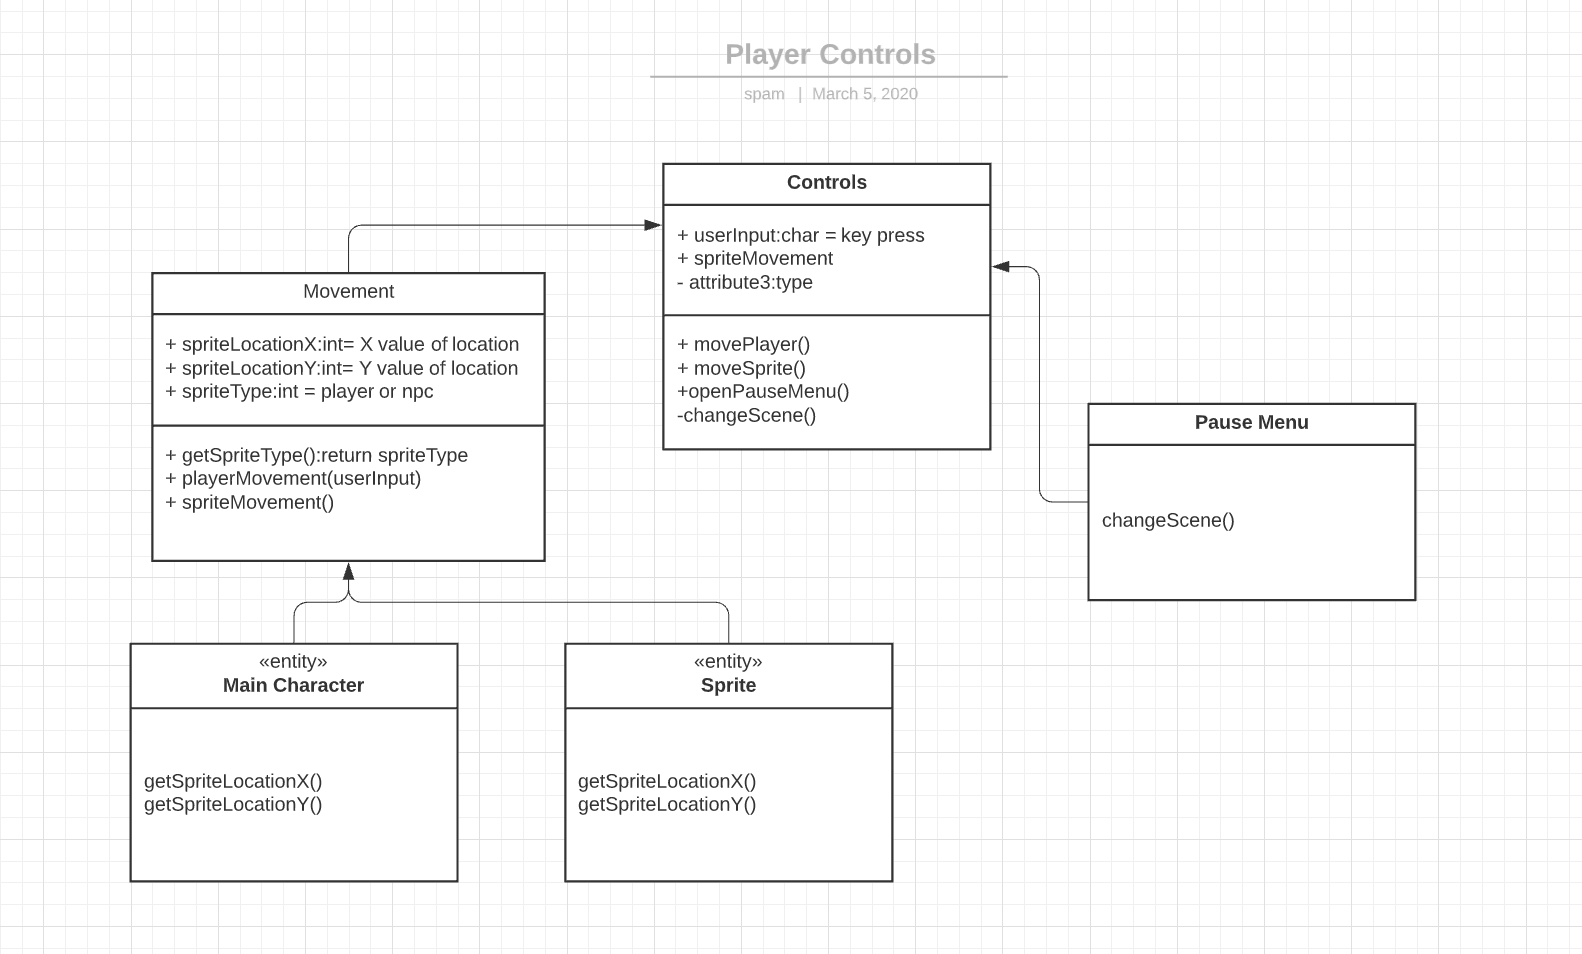 Player Controls
spam | March 5, 2020
Controls
+ userInput:char = key press
+ spriteMovement
- attribute3:type
+ movePlayer()
+ moveSprite()
+openPauseMenu()
-changeScene()
Movement
+ spriteLocationX:int= X value of location
+ spriteLocationY:int= Y value of location
+ spriteType:int = player or npc
+ getSpriteType():return spriteType
+ playerMovement(userInput)
+ spriteMovement()
Pause Menu
changeScene()
«entity»
Main Character
getSpriteLocationX()
getSpriteLocationY()
«entity»
Sprite
getSpriteLocationX()
getSpriteLocationY()